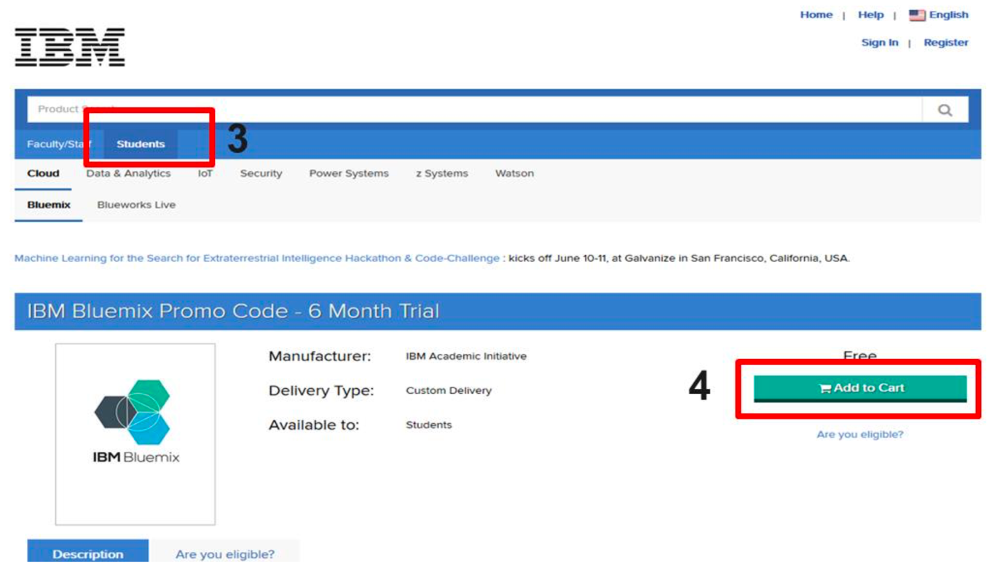 Home | Help | English
IBM
Sign In | Register
Product
Faculty/Staff Students 3
Cloud Data & Analytics IoT Security Power Systems z Systems Watson
Bluemix Blueworks Live
Machine Learning for the Search for Extraterrestrial Intelligence Hackathon & Code-Challenge : kicks off June 10-11, at Galvanize in San Francisco, California, USA.
IBM Bluemix Promo Code - 6 Month Trial
Manufacturer: IBM Academic Initiative
Free
Delivery Type: Custom Delivery
4 Add to Cart
Available to: Students
Are you eligible?
IBM Bluemix
Description Are you eligible?